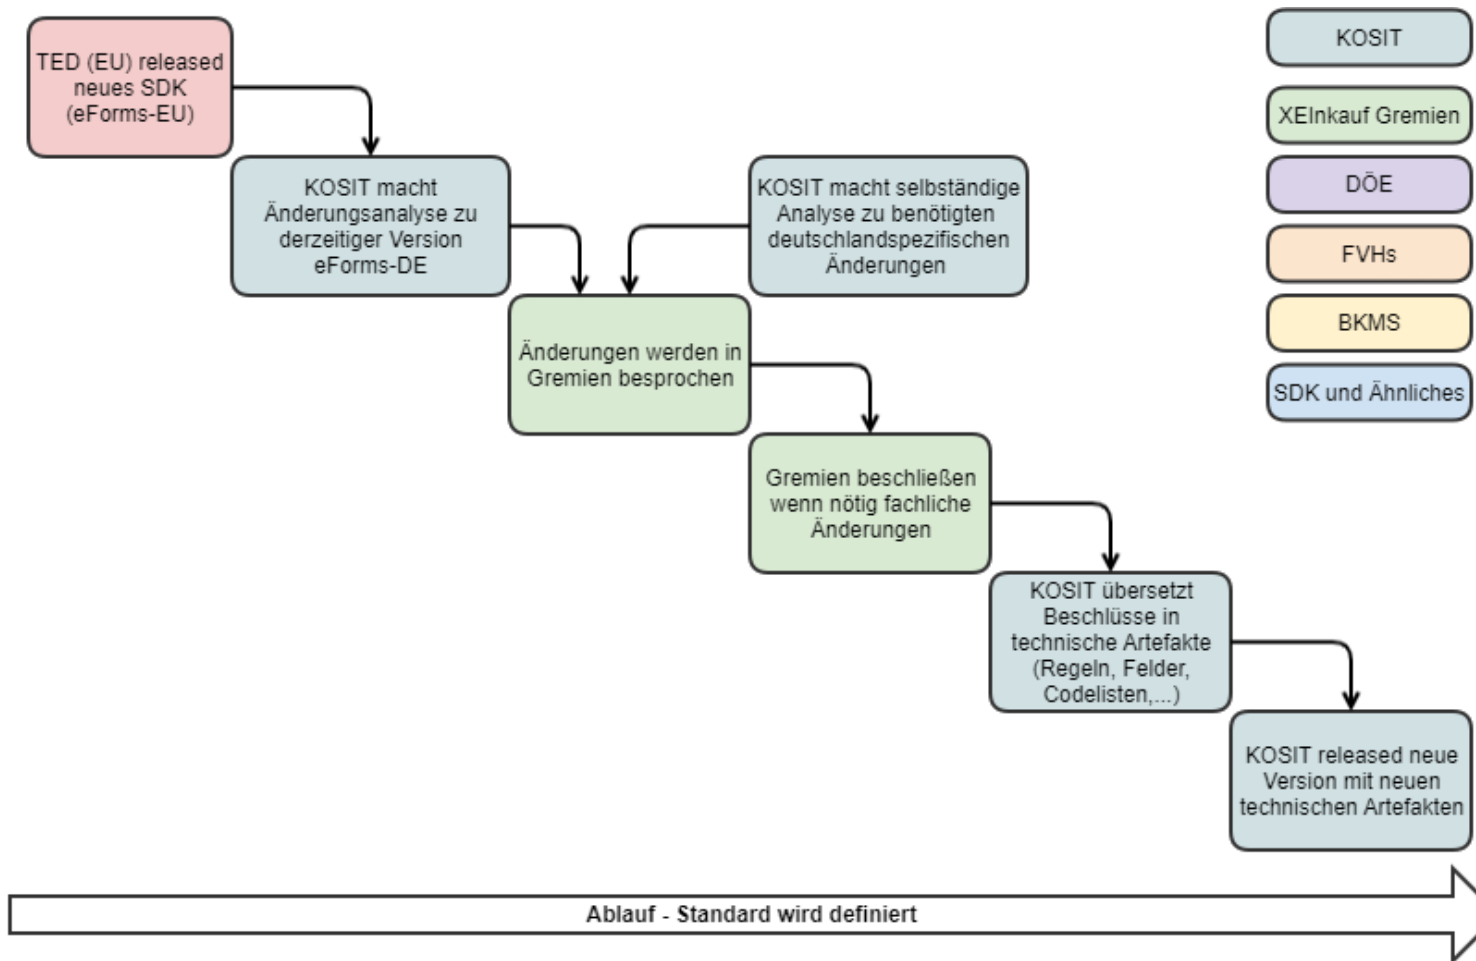 TED (EU) released
neues SDK
(eForms-EU)
KOSIT macht
Änderungsanalyse zu
derzeitiger Version
eForms-DE
KOSIT macht selbständige
Analyse zu benötigten
deutschlandspezifischen
Änderungen
Änderungen werden in
Gremien besprochen
Gremien beschließen
wenn nötig fachliche
Änderungen
KOSIT übersetzt
Beschlüsse in
technische Artefakte
(Regeln, Felder,
Codelisten,...)
KOSIT released neue
Version mit neuen
technischen Artefakten
KOSIT
XEInkauf Gremien
DÖE
FVHs
BKMS
SDK und Ähnliches
Ablauf - Standard wird definiert